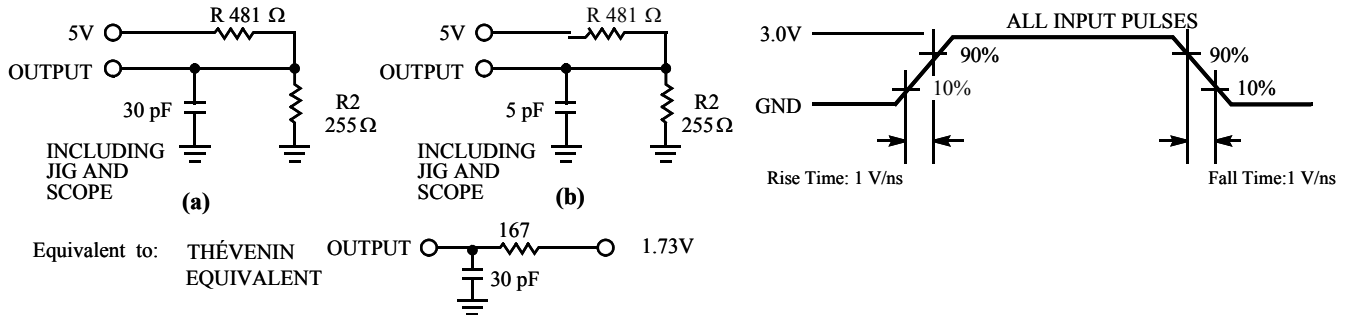 R 481 Ω
5V
OUTPUT
30 pF
R2
255Ω
INCLUDING
JIG AND
SCOPE
(a)
R 481 Ω
5V
OUTPUT
5 pF
R2
255Ω
INCLUDING
JIG AND
SCOPE
(b)
ALL INPUT PULSES
3.0V
90%
10%
GND
90%
10%
Rise Time: 1 V/ns
Fall Time:1 V/ns
Equivalent to: THÉVENIN
EQUIVALENT
OUTPUT
167
1.73V
30 pF